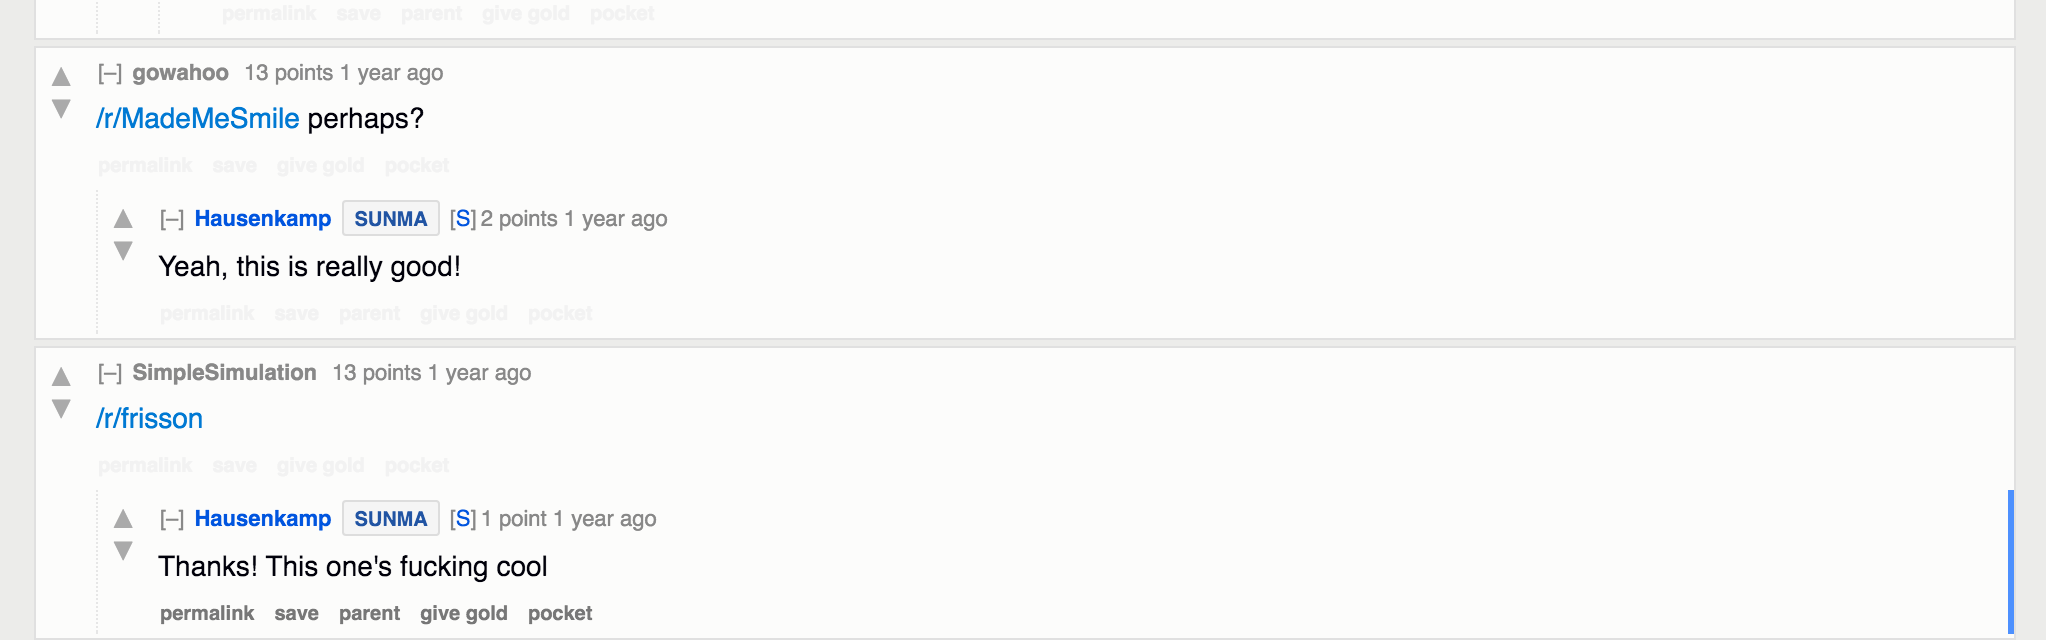 permalink save parent give gold pocket
[–] gowahoo 13 points 1 year ago
/r/MadeMeSmile perhaps?
permalink save give gold pocket
[–] Hausenkamp SUNMA [S] 2 points 1 year ago
Yeah, this is really good!
permalink save parent give gold pocket
[–] SimpleSimulation 13 points 1 year ago
/r/frisson
permalink save give gold pocket
[–] Hausenkamp SUNMA [S] 1 point 1 year ago
Thanks! This one's fucking cool
permalink save parent give gold pocket